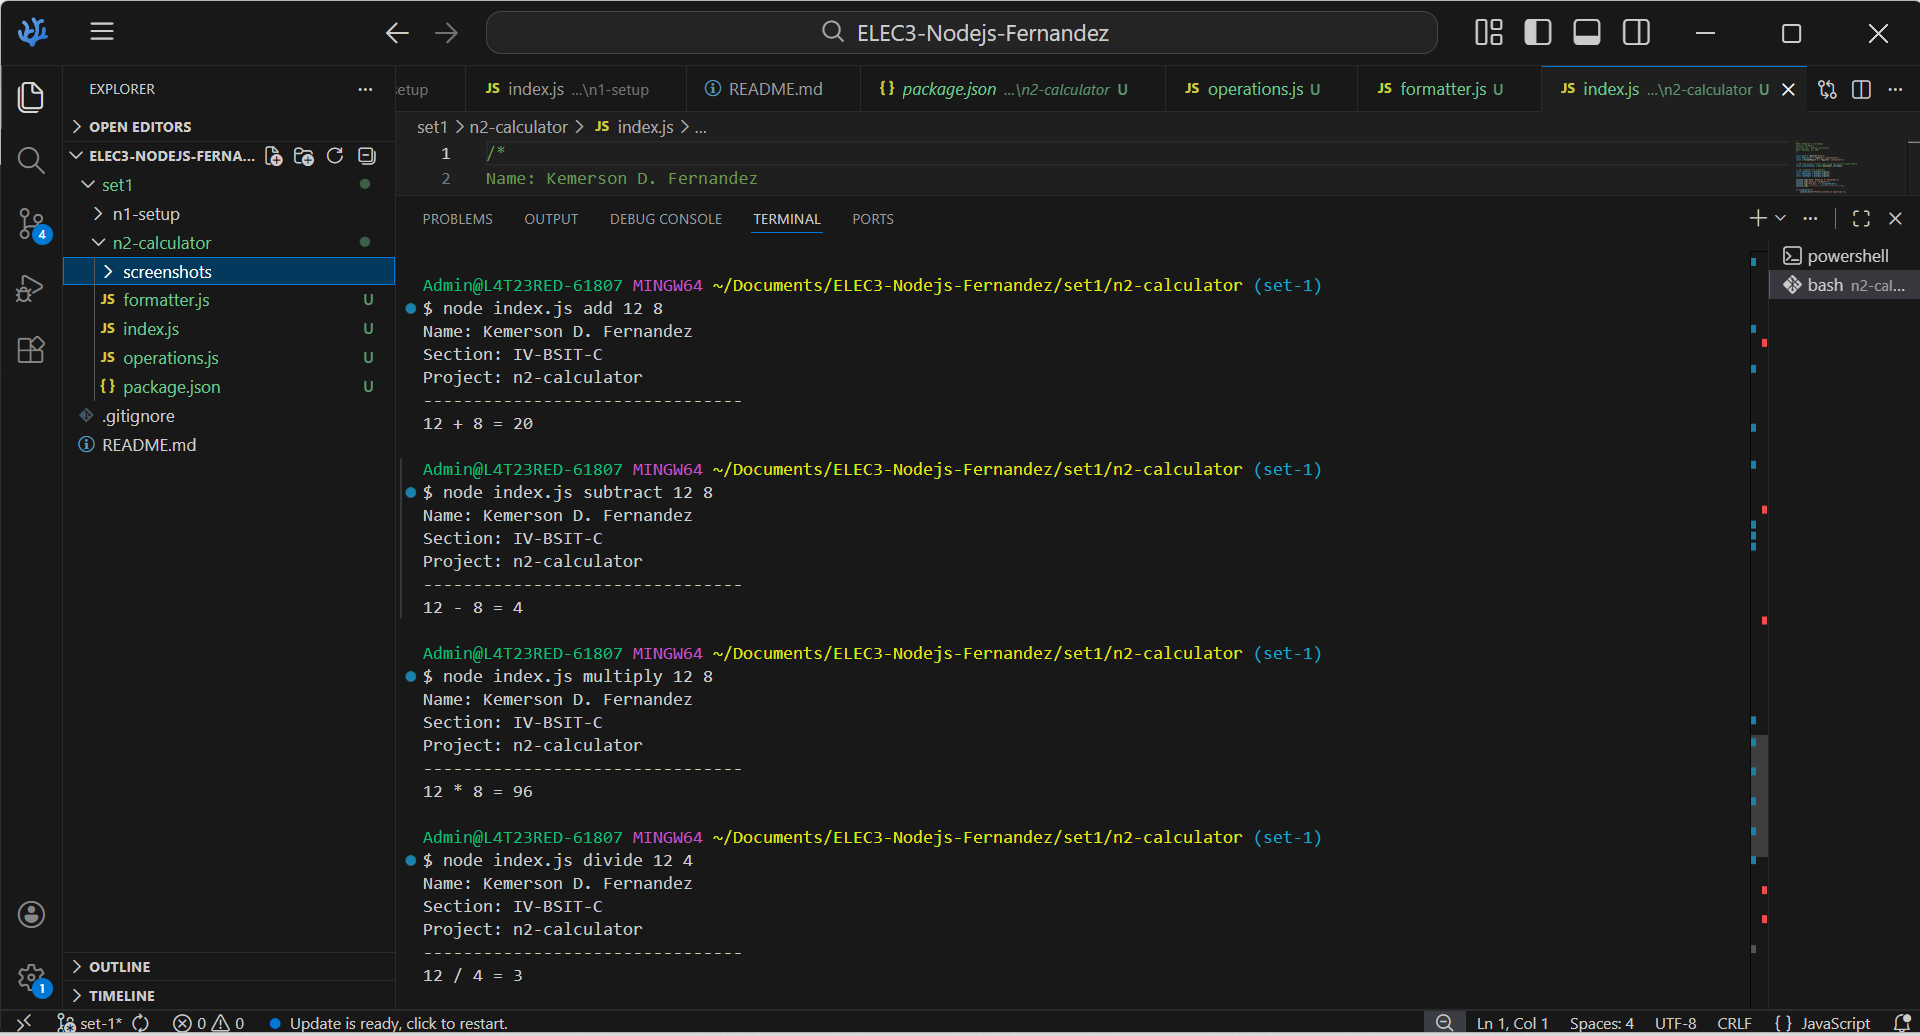 ELEC3-Nodejs-Fernandez
EXPLORER
OPEN EDITORS
ELEC3-NODEJS-FERNA...
set1
n1-setup
n2-calculator
screenshots
JS formatter.js U
JS index.js U
JS operations.js U
{} package.json U
.gitignore
README.md
OUTLINE
TIMELINE
4
1
etup
JS index.js ...\n1-setup
README.md
{} package.json ...\n2-calculator U
JS operations.js U
JS formatter.js U
JS index.js ...\n2-calculator U
set1 > n2-calculator > JS index.js > ...
1 /*
2 Name: Kemerson D. Fernandez
PROBLEMS OUTPUT DEBUG CONSOLE TERMINAL PORTS
powershell
bash n2-cal...
Admin@L4T23RED-61807 MINGW64 ~/Documents/ELEC3-Nodejs-Fernandez/set1/n2-calculator (set-1)
$ node index.js add 12 8
Name: Kemerson D. Fernandez
Section: IV-BSIT-C
Project: n2-calculator
--------------------------------
12 + 8 = 20
Admin@L4T23RED-61807 MINGW64 ~/Documents/ELEC3-Nodejs-Fernandez/set1/n2-calculator (set-1)
$ node index.js subtract 12 8
Name: Kemerson D. Fernandez
Section: IV-BSIT-C
Project: n2-calculator
--------------------------------
12 - 8 = 4
Admin@L4T23RED-61807 MINGW64 ~/Documents/ELEC3-Nodejs-Fernandez/set1/n2-calculator (set-1)
$ node index.js multiply 12 8
Name: Kemerson D. Fernandez
Section: IV-BSIT-C
Project: n2-calculator
--------------------------------
12 * 8 = 96
Admin@L4T23RED-61807 MINGW64 ~/Documents/ELEC3-Nodejs-Fernandez/set1/n2-calculator (set-1)
$ node index.js divide 12 4
Name: Kemerson D. Fernandez
Section: IV-BSIT-C
Project: n2-calculator
--------------------------------
12 / 4 = 3
set-1* 0 0 Update is ready, click to restart. Ln 1, Col 1 Spaces: 4 UTF-8 CRLF {} JavaScript